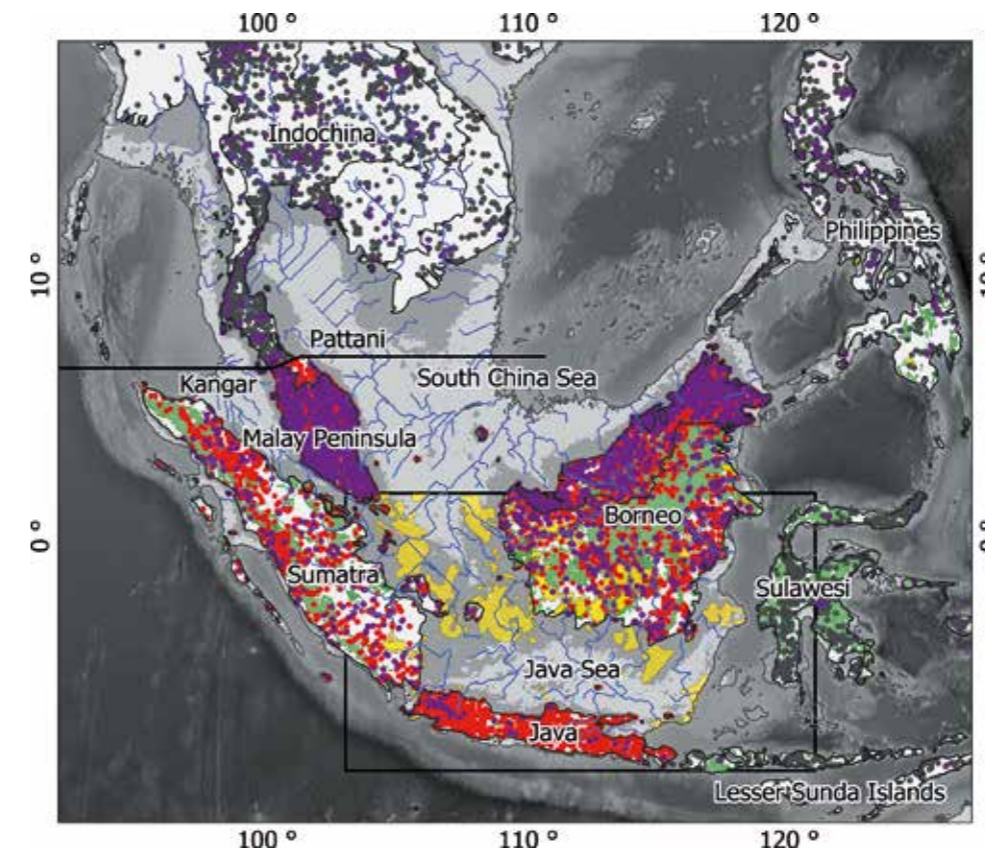 100 °
110 °
120 °
Indochina
Philippines
10 °
10 °
Pattani
Kangar
South China Sea
Malay Peninsula
Borneo
0 °
0 °
Sumatra
Sulawesi
Java Sea
Java
Lesser Sunda Islands
100 °
110 °
120 °